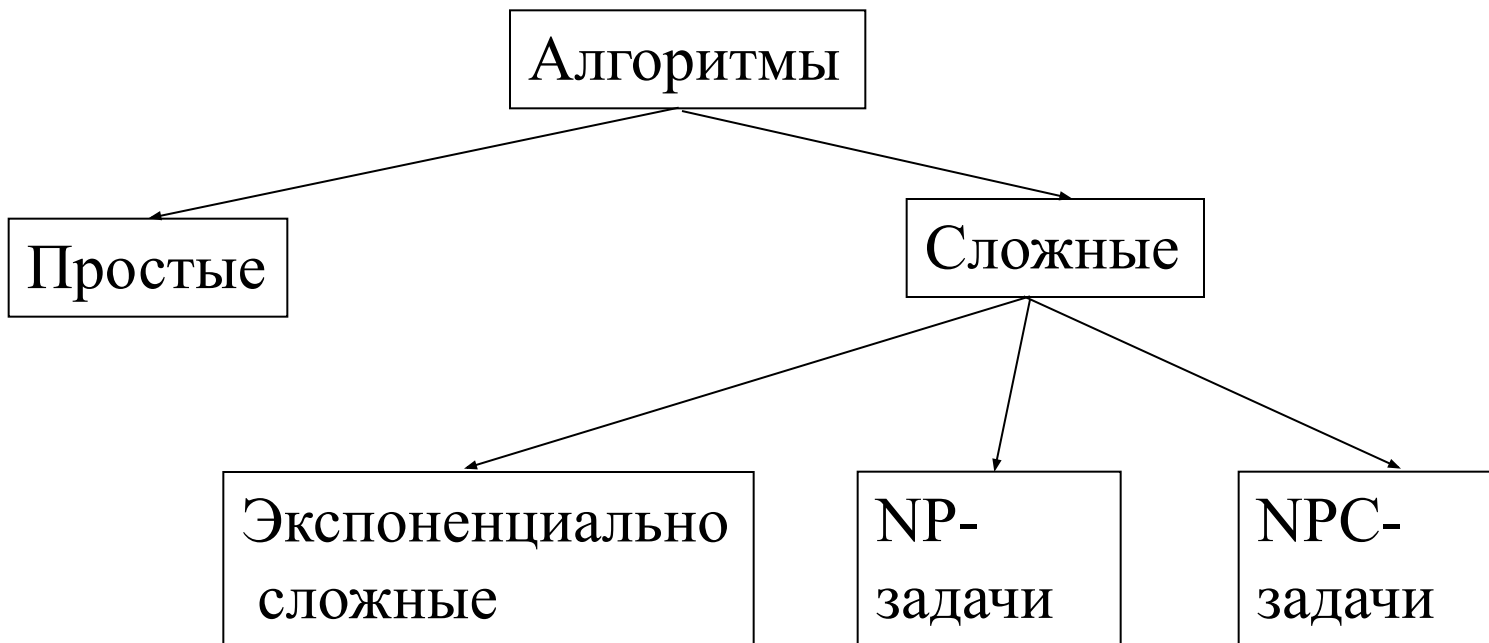 Алгоритмы
Простые
Сложные
Экспоненциально
сложные
NP-
задачи
NPC-
задачи